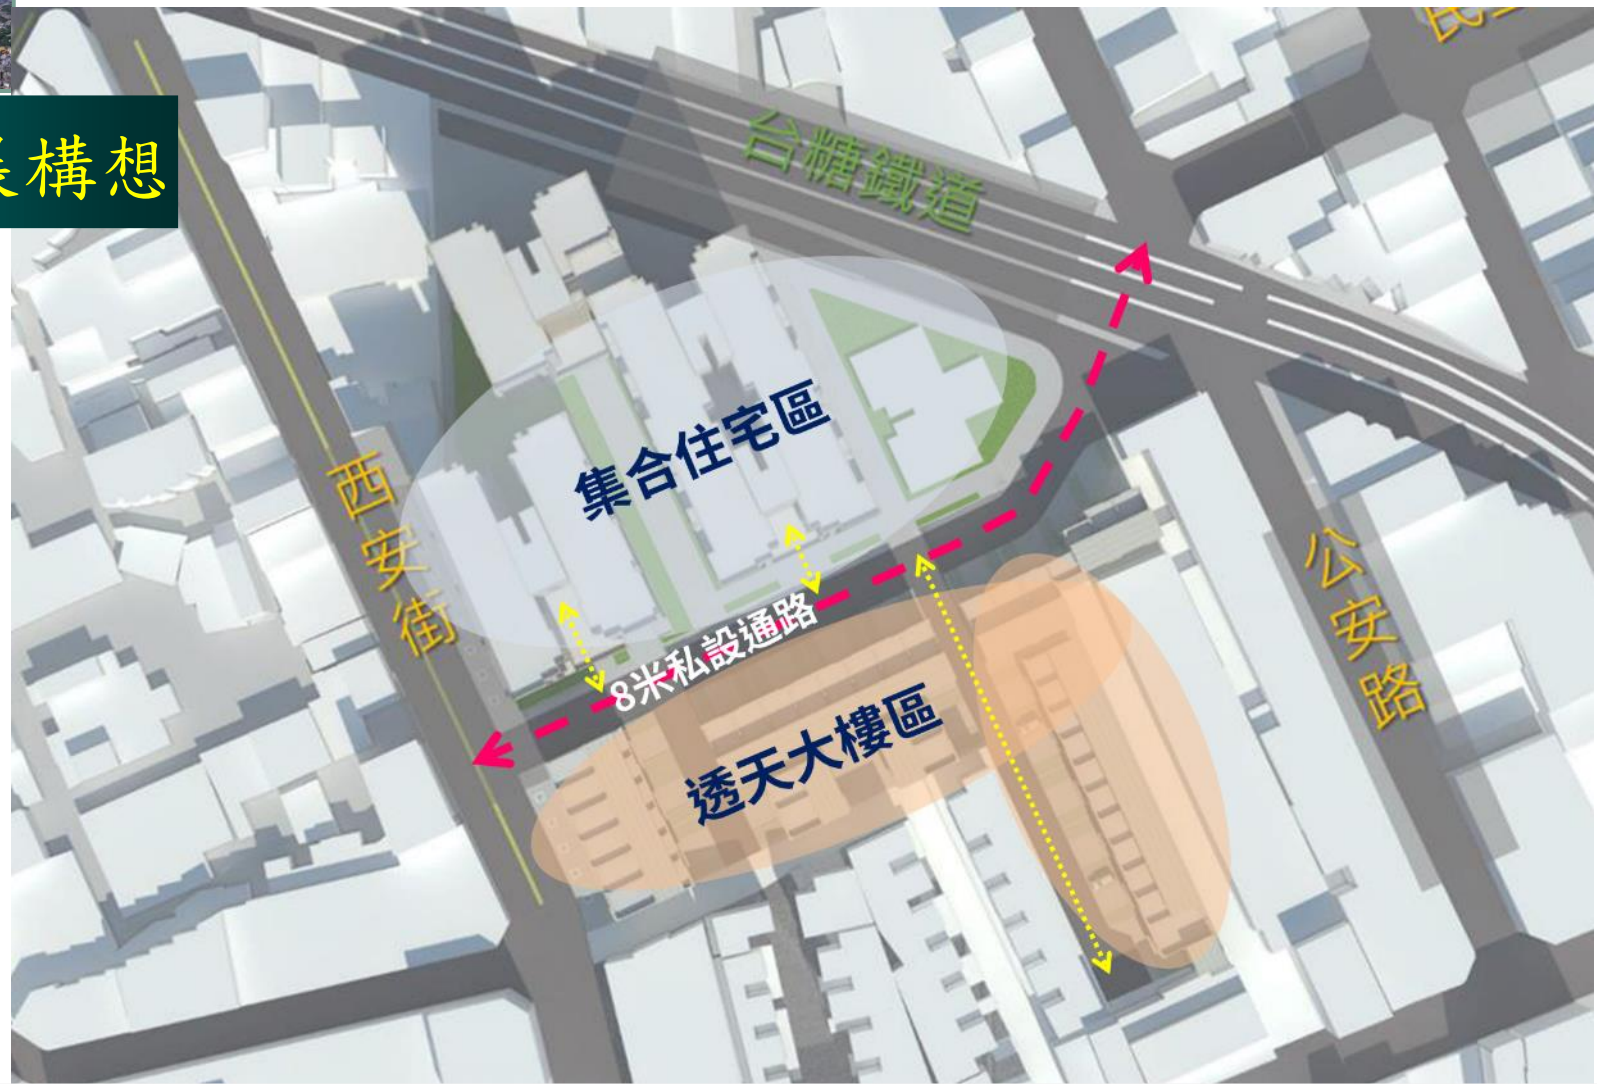 構想
台糖鐵道
集合住宅區
西安街
8米私設通路
公安路
透天大樓區